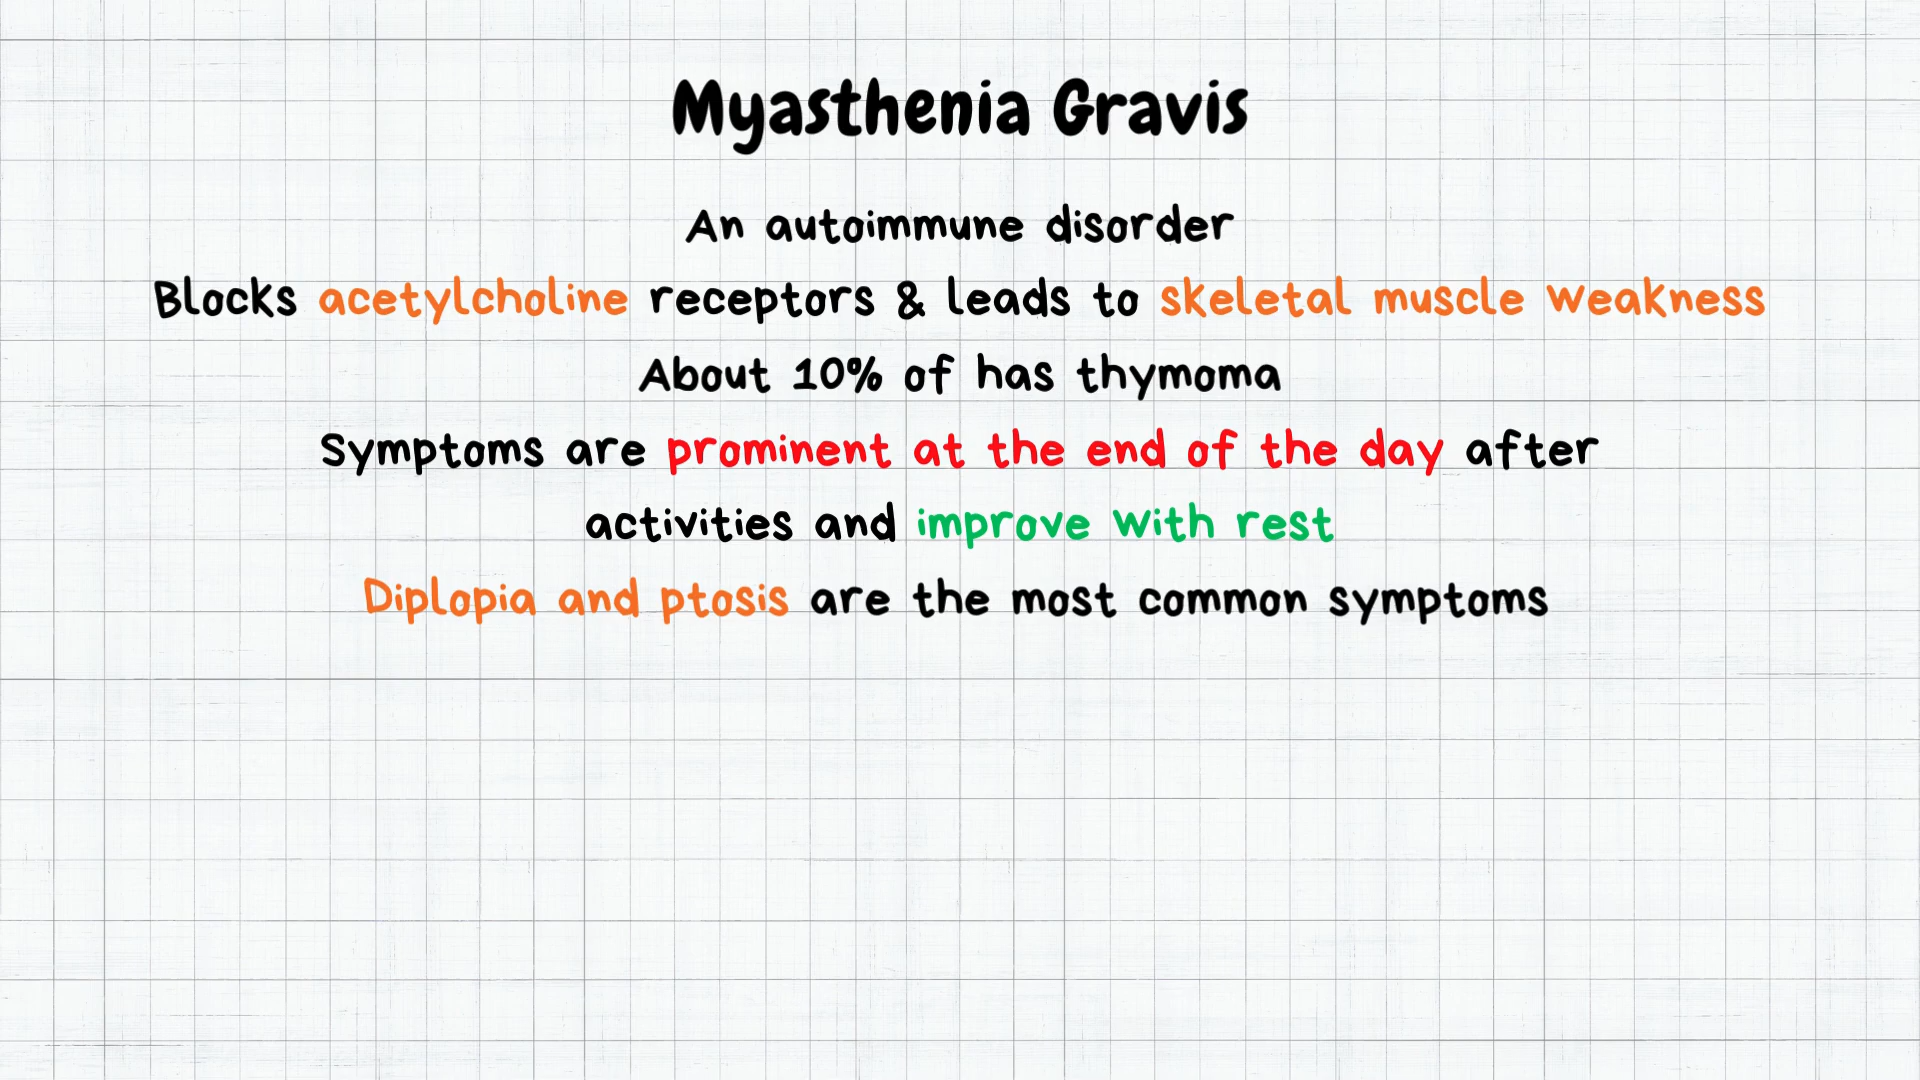 Myasthenia Gravis
An autoimmune disorder
Blocks acetylcholine receptors & leads to skeletal muscle weakness
About 10% of has thymoma
Symptoms are prominent at the end of the day after
activities and improve with rest
Diplopia and ptosis are the most common symptoms